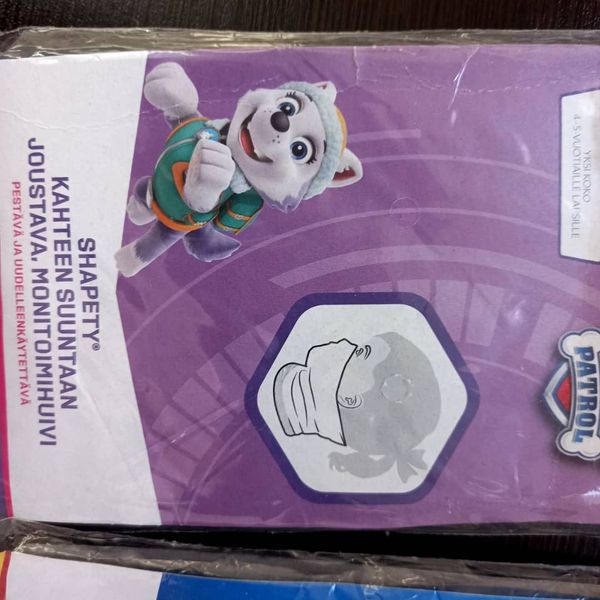 YKSI KOKO
4-5-VUOTIAILLE LAPSILLE
PATROL
SHAPETY®
KAHTEEN SUUNTAAN
JOUSTAVA, MONITOIMIHUIVI
PESTÄVÄ JA UUDELLEENKÄYTETTÄVÄ